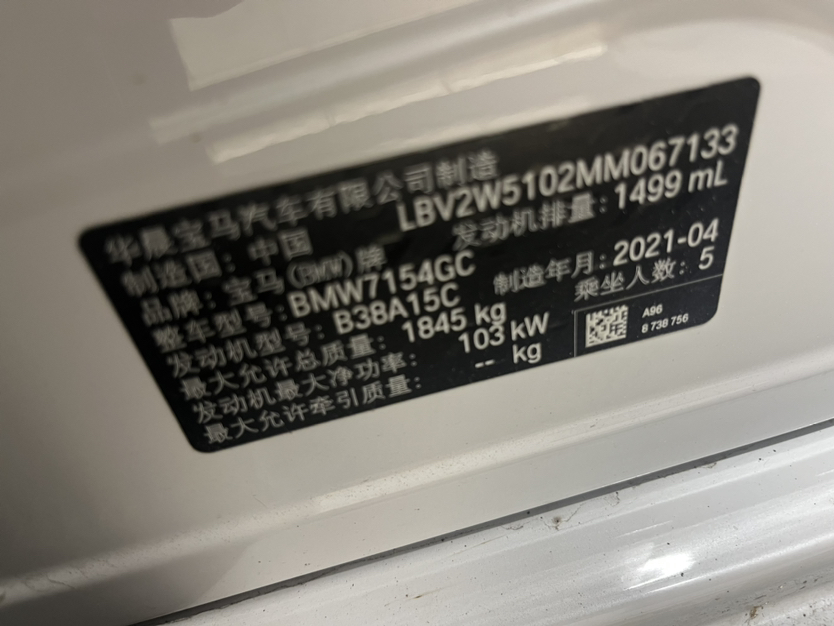 华晨宝马汽车有限公司制造
制造国：中国 LBV2W5102MM067133
品牌：宝马(BMW)牌 发动机排量：1499 mL
整车型号：BMW7154GC
发动机型号：B38A15C 制造年月：2021-04
最大允许总质量：1845 kg 乘坐人数：5
发动机最大净功率：103 kW
最大允许牵引质量：-- kg
A96
8 738 756